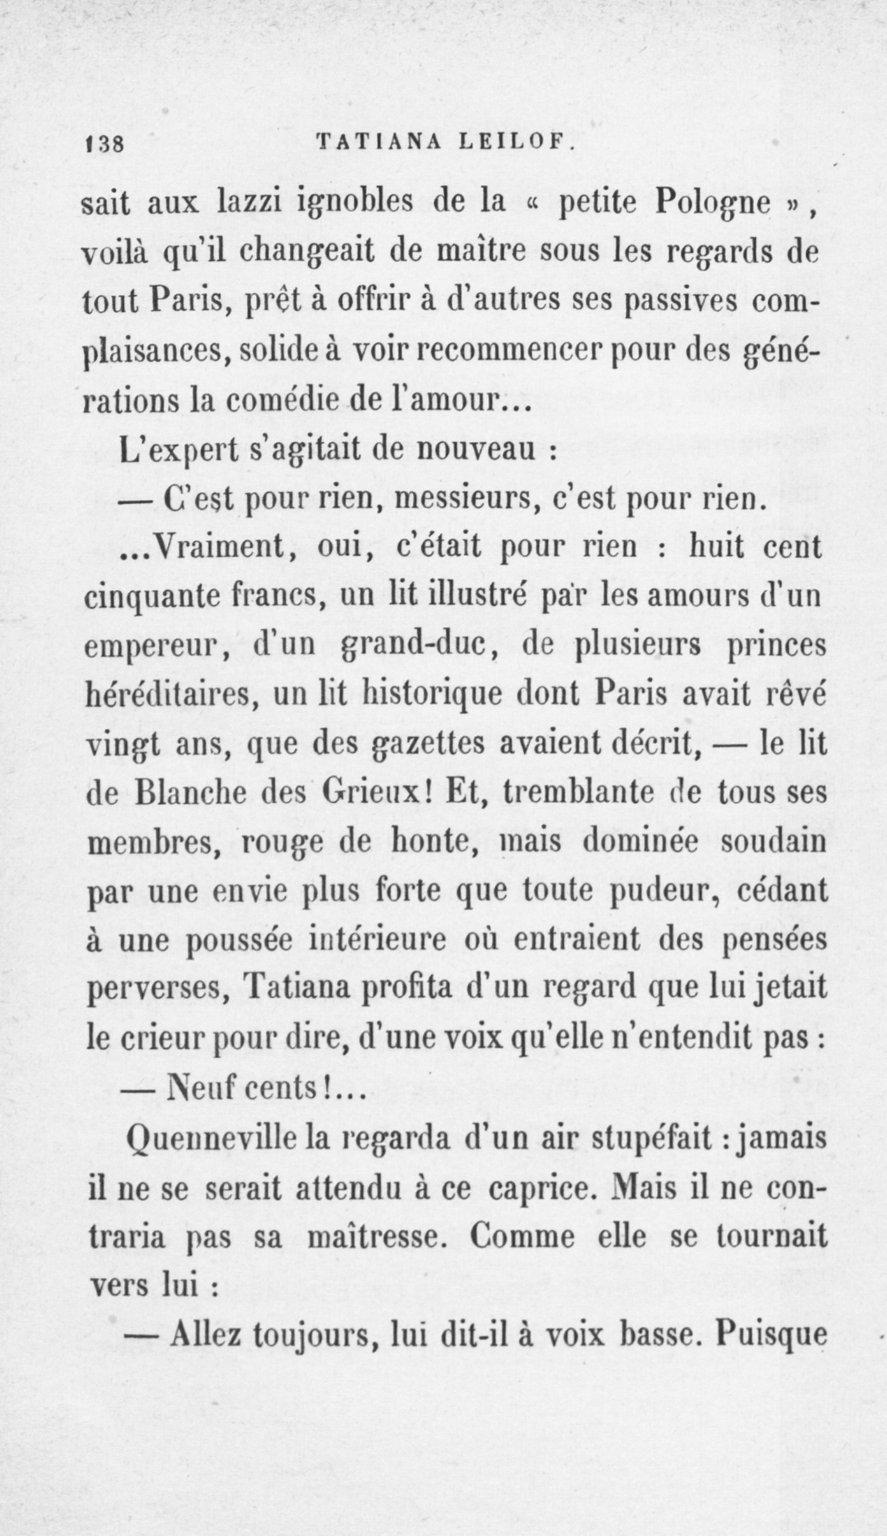 138 TATIANA LEILOF.
sait aux lazzi ignobles de la « petite Pologne »,
voilà qu'il changeait de maître sous les regards de
tout Paris, prêt à offrir à d'autres ses passives com-
plaisances, solide à voir recommencer pour des géné-
rations la comédie de l'amour...
L'expert s'agitait de nouveau :
— C'est pour rien, messieurs, c'est pour rien.
...Vraiment, oui, c'était pour rien : huit cent
cinquante francs, un lit illustré par les amours d'un
empereur, d'un grand-duc, de plusieurs princes
héréditaires, un lit historique dont Paris avait rêvé
vingt ans, que des gazettes avaient décrit, — le lit
de Blanche des Grieux! Et, tremblante de tous ses
membres, rouge de honte, mais dominée soudain
par une envie plus forte que toute pudeur, cédant
à une poussée intérieure où entraient des pensées
perverses, Tatiana profita d'un regard que lui jetait
le crieur pour dire, d'une voix qu'elle n'entendit pas :
— Neuf cents!...
Quenneville la regarda d'un air stupéfait : jamais
il ne se serait attendu à ce caprice. Mais il ne con-
traria pas sa maîtresse. Comme elle se tournait
vers lui :
— Allez toujours, lui dit-il à voix basse. Puisque